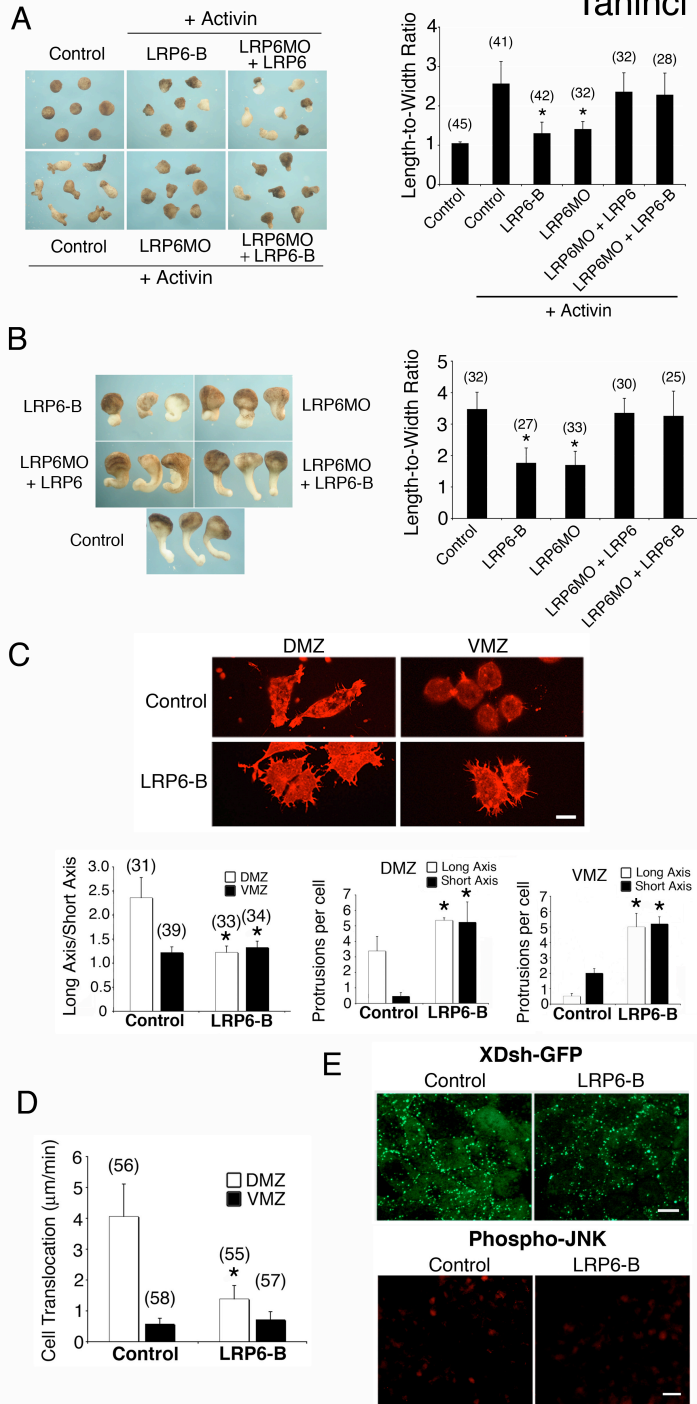 Taninci
A
+ Activin
Control
LRP6-B
LRP6MO
+ LRP6
Control
LRP6MO
LRP6MO
+ LRP6-B
+ Activin
Length-to-Width Ratio
4
3
2
1
0
(45)
(41)
(42)
*
(32)
*
(32)
(28)
Control
Control
LRP6-B
LRP6MO
LRP6MO + LRP6
LRP6MO + LRP6-B
+ Activin
B
LRP6-B
LRP6MO
LRP6MO
+ LRP6
LRP6MO
+ LRP6-B
Control
Length-to-Width Ratio
5
4
3
2
1
0
(32)
(27)
*
(33)
*
(30)
(25)
Control
LRP6-B
LRP6MO
LRP6MO + LRP6
LRP6MO + LRP6-B
C
DMZ
VMZ
Control
LRP6-B
Long Axis/Short Axis
3.0
2.5
2.0
1.5
1.0
0.5
0
(31)
(39)
(33)
*
(34)
*
DMZ
VMZ
Control
LRP6-B
DMZ
Long Axis
Short Axis
Protrusions per cell
7
6
5
4
3
2
1
0
*
*
Control
LRP6-B
VMZ
Long Axis
Short Axis
Protrusions per cell
7
6
5
4
3
2
1
0
*
*
Control
LRP6-B
D
Cell Translocation (μm/min)
6
5
4
3
2
1
0
(56)
(58)
(55)
*
(57)
DMZ
VMZ
Control
LRP6-B
E
XDsh-GFP
Control
LRP6-B
Phospho-JNK
Control
LRP6-B